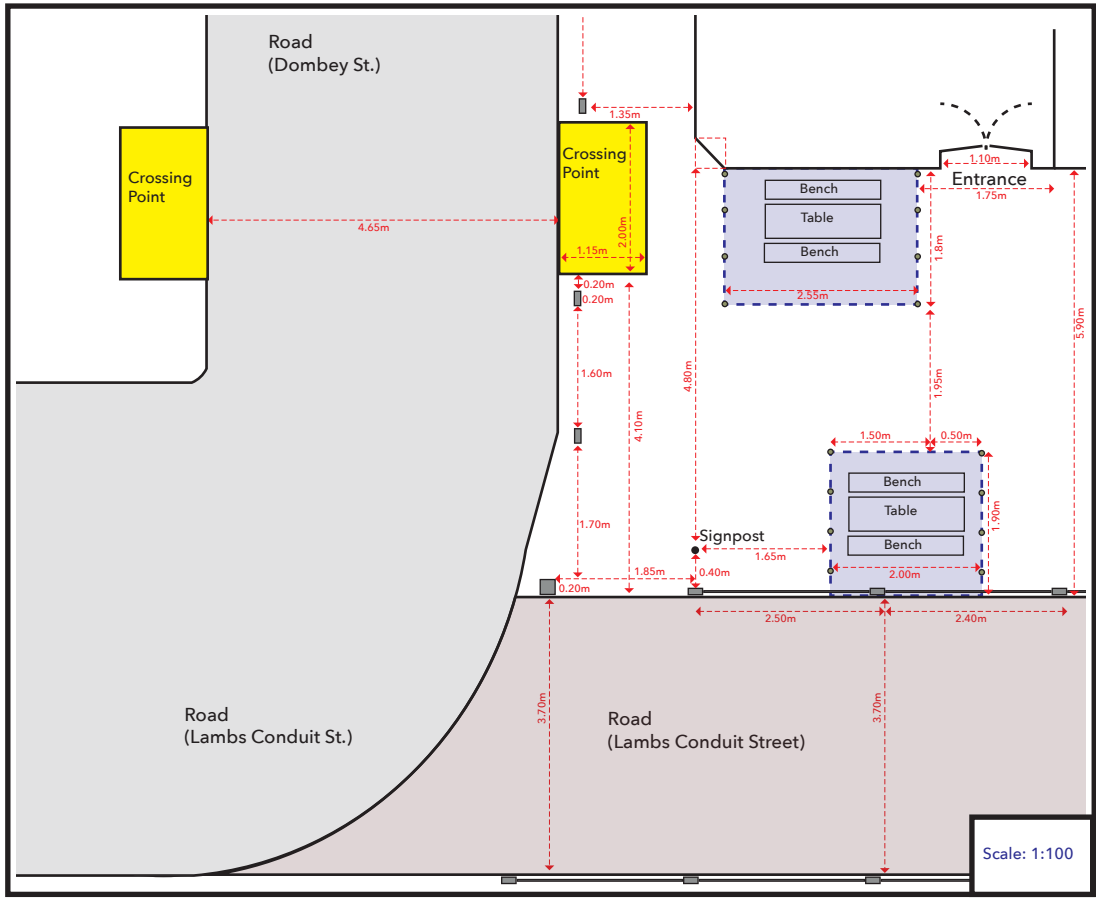 Road
(Dombey St.)
1.35m
Crossing
Point
Crossing
Point
2.00m
1.15m
4.65m
0.20m
0.20m
1.60m
4.10m
1.70m
1.85m
0.20m
4.80m
Bench
Table
Bench
2.55m
1.8m
1.10m
Entrance
1.75m
5.90m
1.95m
1.50m
0.50m
Bench
Table
Bench
2.00m
1.90m
Signpost
1.65m
0.40m
2.50m
2.40m
3.70m
3.70m
Road
(Lambs Conduit St.)
Road
(Lambs Conduit Street)
Scale: 1:100